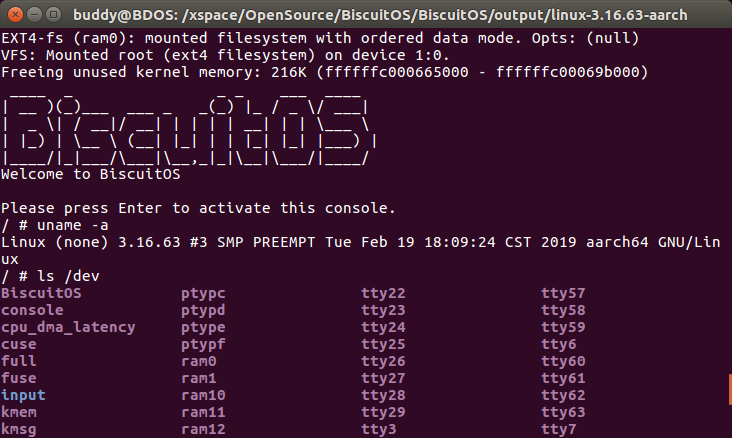 buddy@BDOS: /xspace/OpenSource/BiscuitOS/BiscuitOS/output/linux-3.16.63-aarch
EXT4-fs (ram0): mounted filesystem with ordered data mode. Opts: (null)
VFS: Mounted root (ext4 filesystem) on device 1:0.
Freeing unused kernel memory: 216K (ffffffc000665000 - ffffffc00069b000)
BiscuitOS
Welcome to BiscuitOS
Please press Enter to activate this console.
/ # uname -a
Linux (none) 3.16.63 #3 SMP PREEMPT Tue Feb 19 18:09:24 CST 2019 aarch64 GNU/Lin
ux
/ # ls /dev
BiscuitOS ptypc tty22 tty57
console ptypd tty23 tty58
cpu_dma_latency ptype tty24 tty59
cuse ptypf tty25 tty6
full ram0 tty26 tty60
fuse ram1 tty27 tty61
input ram10 tty28 tty62
kmem ram11 tty29 tty63
kmsg ram12 tty3 tty7